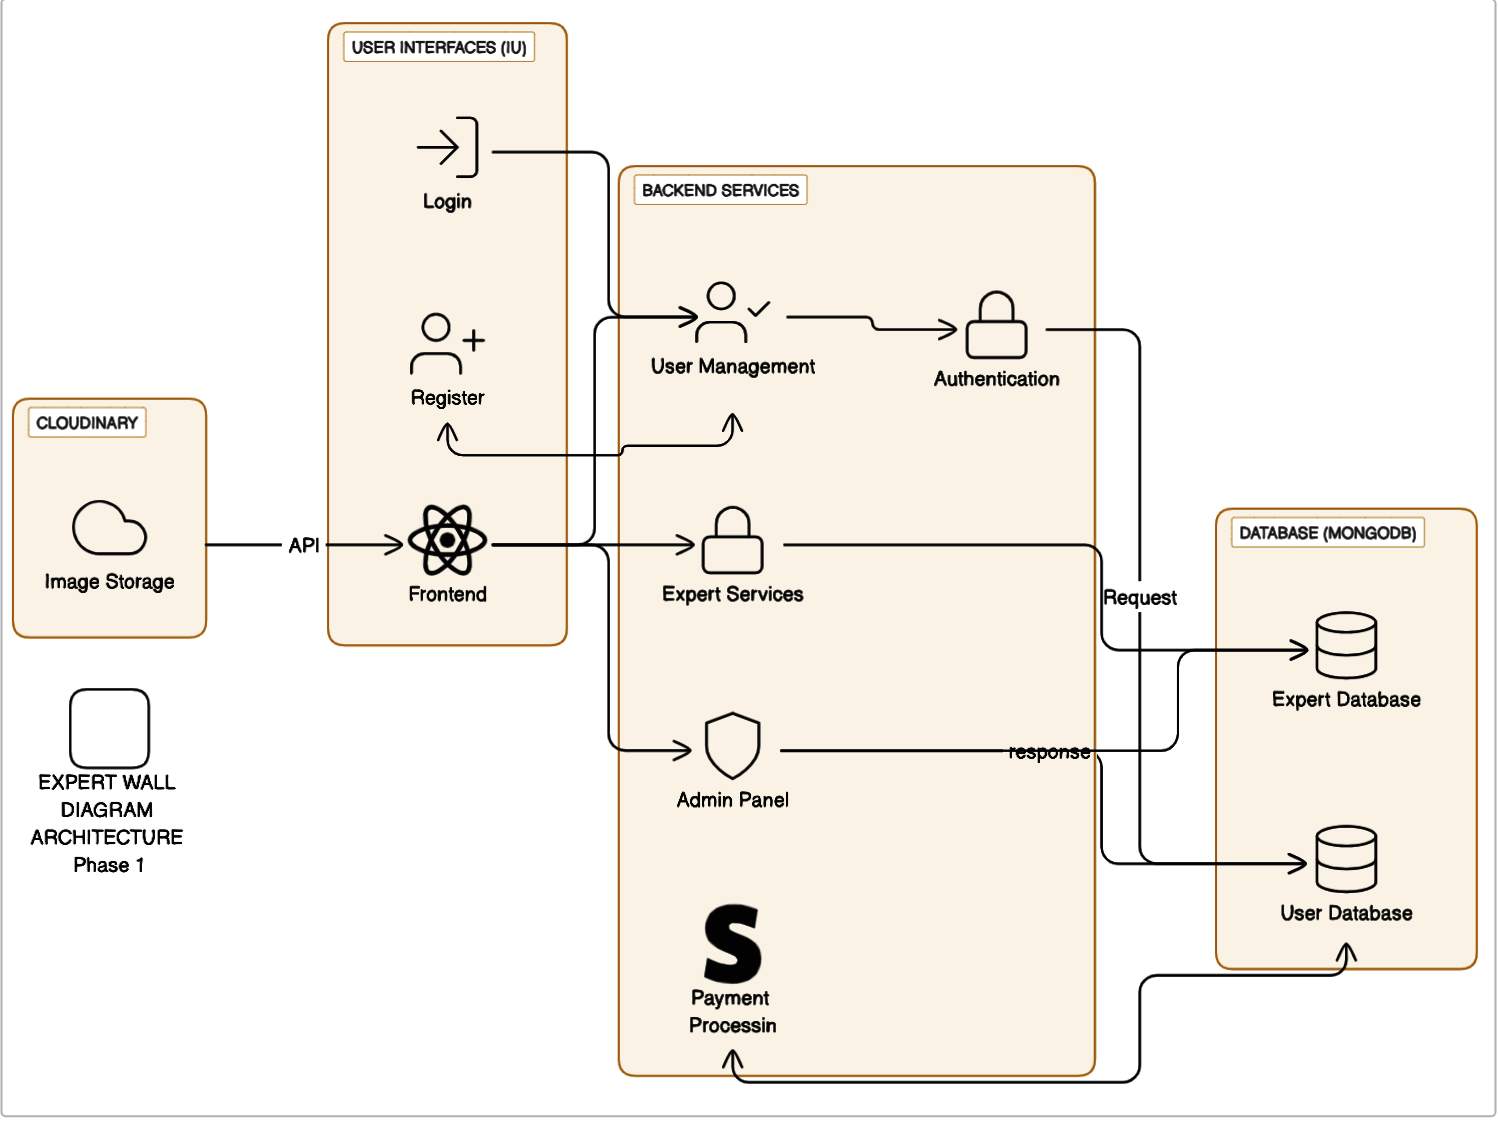 USER INTERFACES (IU)
Login
Register
Frontend
CLOUDINARY
Image Storage
API
EXPERT WALL
DIAGRAM
ARCHITECTURE
Phase 1
BACKEND SERVICES
User Management
Authentication
Expert Services
Admin Panel
Payment
Processin
Request
response
DATABASE (MONGODB)
Expert Database
User Database